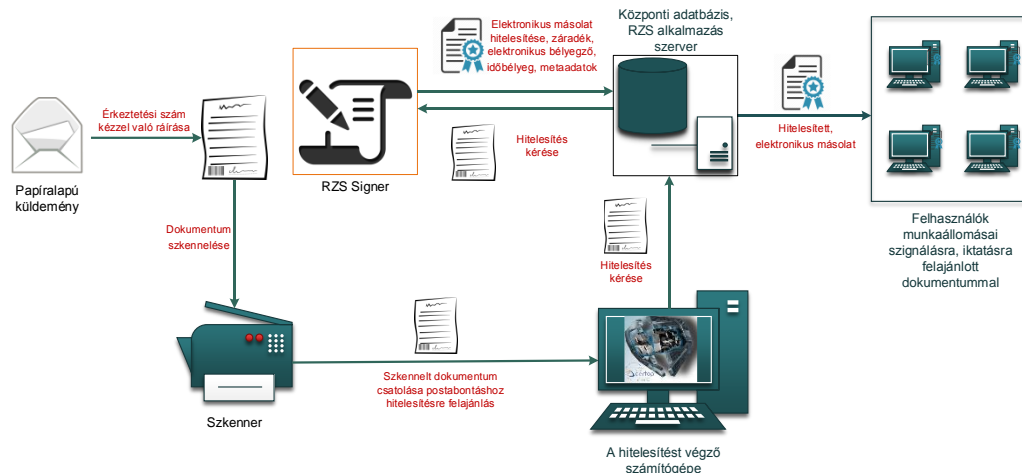 Elektronikus másolat
hitelesítése, záradék,
elektronikus bélyegző,
időbélyeg, metaadatok
Központi adatbázis,
RZS alkalmazás
szerver
Érkeztetési szám
kézzel való ráírása
Hitelesítés
kérése
Hitelesített,
elektronikus másolat
Papíralapú
küldemény
RZS Signer
Felhasználók
munkaállomásai
szignálásra, iktatásra
felajánlott
dokumentummal
Dokumentum
szkennelése
Hitelesítés
kérése
Szkennelt dokumentum
csatolása postabontáshoz
hitelesítésre felajánlás
Szkenner
A hitelesítést végző
számítógépe